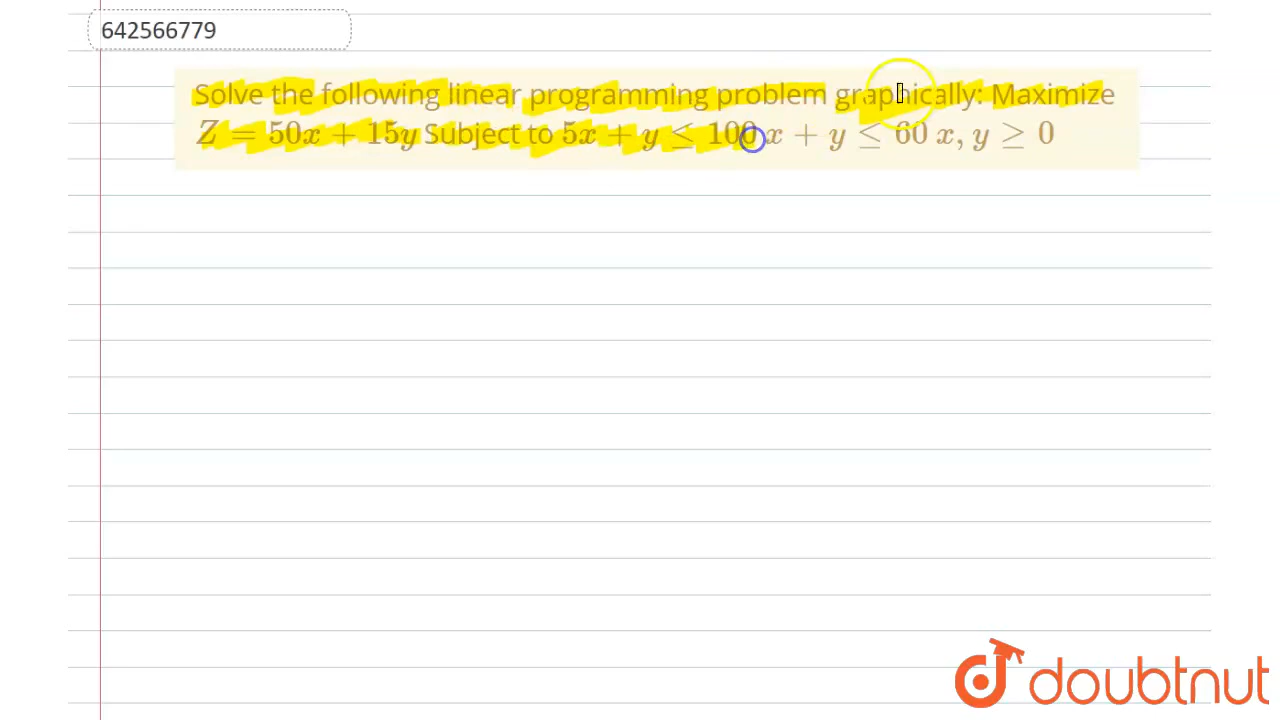 642566779
Solve the following linear programming problem graphically: Maximize
Z = 50x + 15y Subject to 5x + y ≤ 100 x + y ≤ 60 x, y ≥ 0
doubtnut